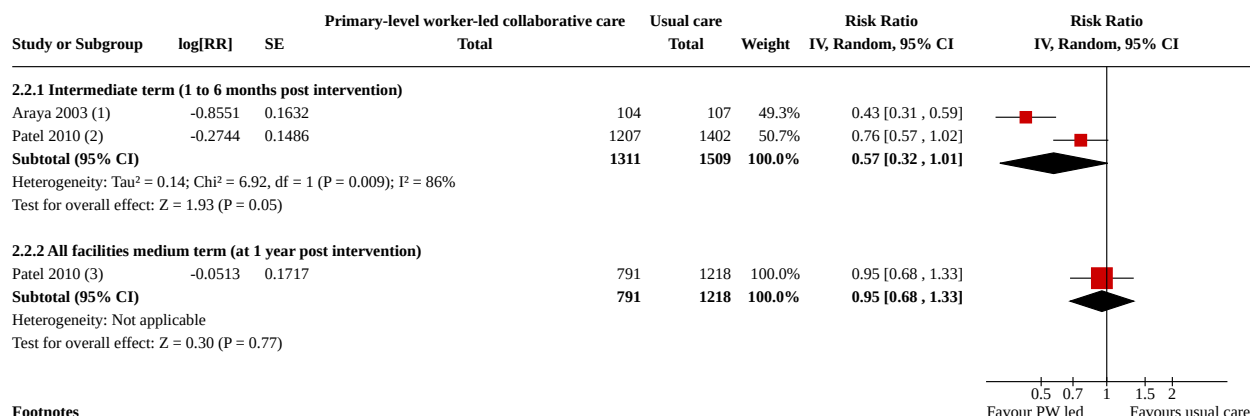 Primary-level worker-led collaborative care Usual care Risk Ratio Risk Ratio
Study or Subgroup log[RR] SE Total Total Weight IV, Random, 95% CI IV, Random, 95% CI
2.2.1 Intermediate term (1 to 6 months post intervention)
Araya 2003 (1) -0.8551 0.1632 104 107 49.3% 0.43 [0.31 , 0.59]
Patel 2010 (2) -0.2744 0.1486 1207 1402 50.7% 0.76 [0.57 , 1.02]
Subtotal (95% CI) 1311 1509 100.0% 0.57 [0.32 , 1.01]
Heterogeneity: Tau² = 0.14; Chi² = 6.92, df = 1 (P = 0.009); I² = 86%
Test for overall effect: Z = 1.93 (P = 0.05)
2.2.2 All facilities medium term (at 1 year post intervention)
Patel 2010 (3) -0.0513 0.1717 791 1218 100.0% 0.95 [0.68 , 1.33]
Subtotal (95% CI) 791 1218 100.0% 0.95 [0.68 , 1.33]
Heterogeneity: Not applicable
Test for overall effect: Z = 0.30 (P = 0.77)
0.5 0.7 1 1.5 2
Footnotes Favour PW led Favours usual care